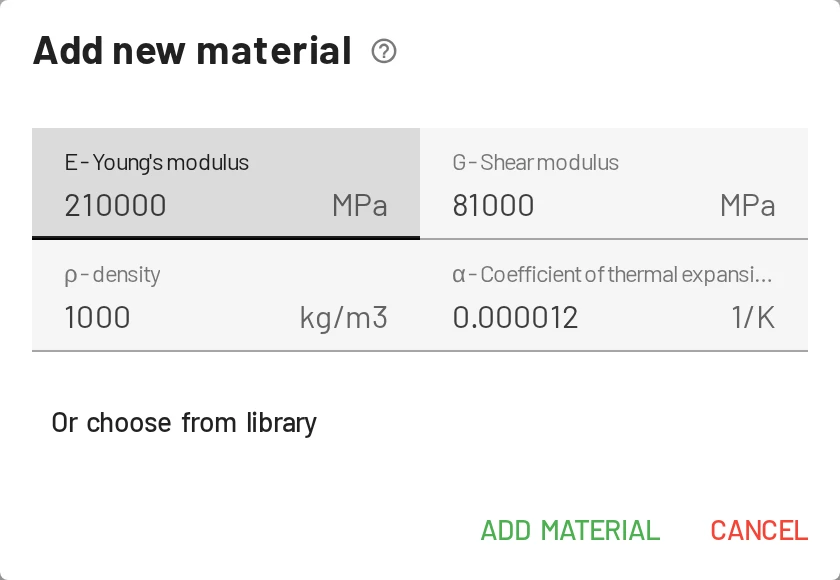 Add new material ?
E - Young's modulus
210000 MPa
G - Shear modulus
81000 MPa
ρ - density
1000 kg/m3
α - Coefficient of thermal expansi...
0.000012 1/K
Or choose from library
ADD MATERIAL CANCEL